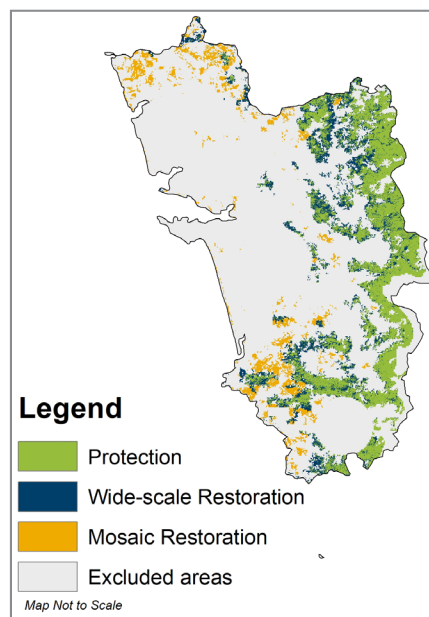 Legend
Protection
Wide-scale Restoration
Mosaic Restoration
Excluded areas
Map Not to Scale